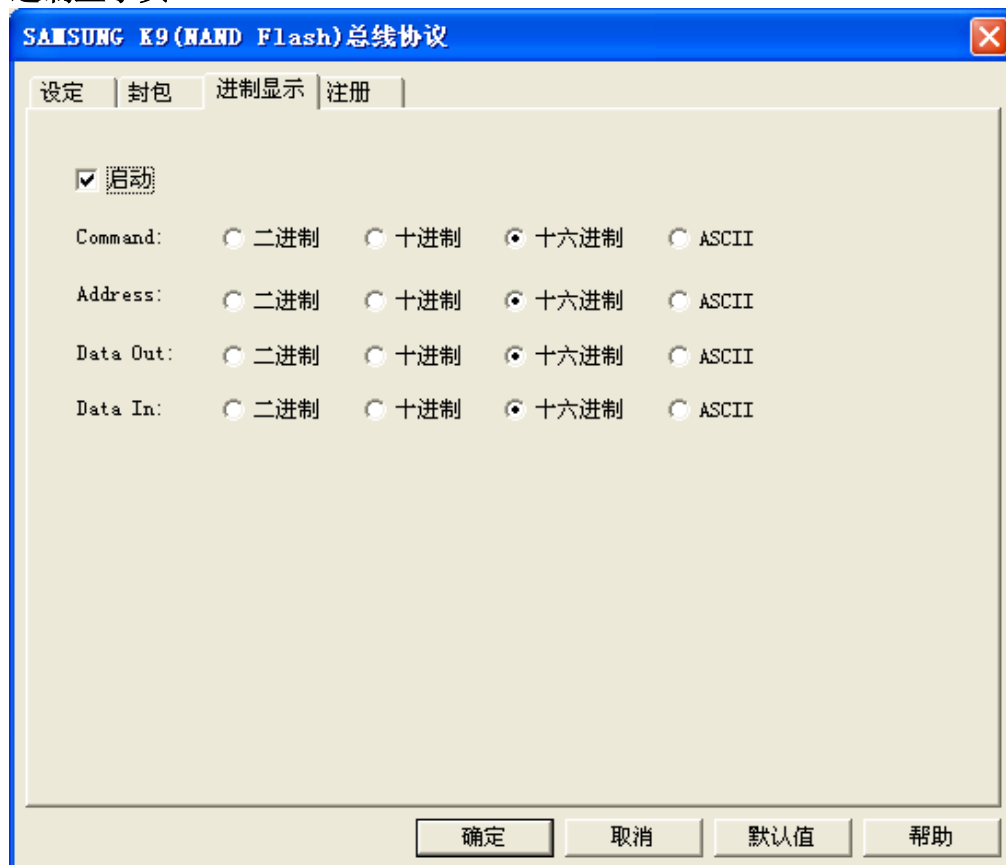 SAMSUNG K9(NAND Flash)总线协议
设定 封包 进制显示 注册
启动
Command: 二进制 十进制 十六进制 ASCII
Address: 二进制 十进制 十六进制 ASCII
Data Out: 二进制 十进制 十六进制 ASCII
Data In: 二进制 十进制 十六进制 ASCII
确定 取消 默认值 帮助